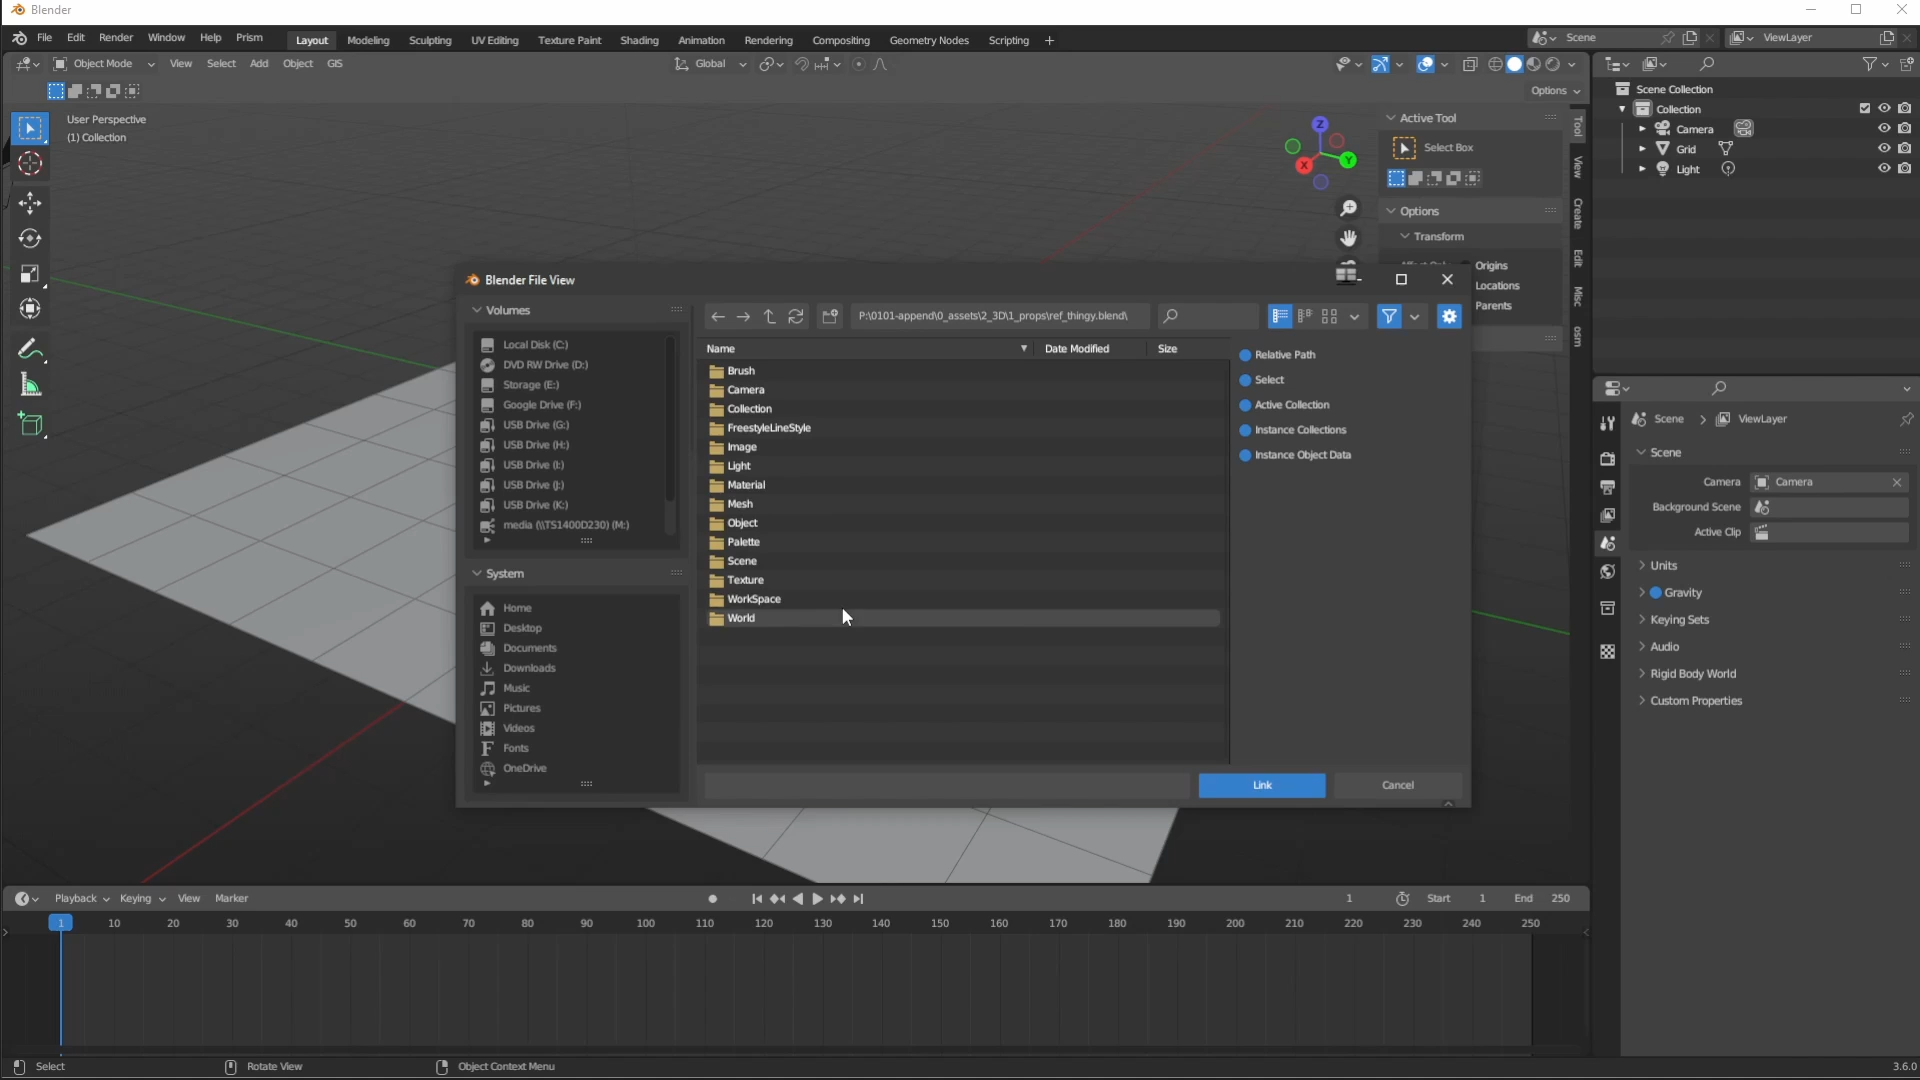 Blender
File Edit Render Window Help Prism Layout Modeling Sculpting UV Editing Texture Paint Shading Animation Rendering Compositing Geometry Nodes Scripting + Scene ViewLayer
Object Mode View Select Add Object GIS Global
Options
User Perspective
(1) Collection
Z
Y
X
Active Tool
Select Box
Options
Transform
Origins
Locations
Parents
Tool
View
Create
Edit
Misc
osm
Scene Collection
Collection
Camera
Grid
Light
Blender File View
Volumes
Local Disk (C:)
DVD RW Drive (D:)
Storage (E:)
Google Drive (F:)
USB Drive (G:)
USB Drive (H:)
USB Drive (I:)
USB Drive (J:)
USB Drive (K:)
media (\\TS1400D230) (M:)
System
Home
Desktop
Documents
Downloads
Music
Pictures
Videos
Fonts
OneDrive
P:\0101-append\0_assets\2_3D\1_props\ref_thingy.blend\
Name Date Modified Size
Brush
Camera
Collection
FreestyleLineStyle
Image
Light
Material
Mesh
Object
Palette
Scene
Texture
WorkSpace
World
Relative Path
Select
Active Collection
Instance Collections
Instance Object Data
Link Cancel
Scene ViewLayer
Scene
Camera Camera
Background Scene
Active Clip
Units
Gravity
Keying Sets
Audio
Rigid Body World
Custom Properties
Playback Keying View Marker 1 Start 1 End 250
1 10 20 30 40 50 60 70 80 90 100 110 120 130 140 150 160 170 180 190 200 210 220 230 240 250
Select Rotate View Object Context Menu 3.6.0